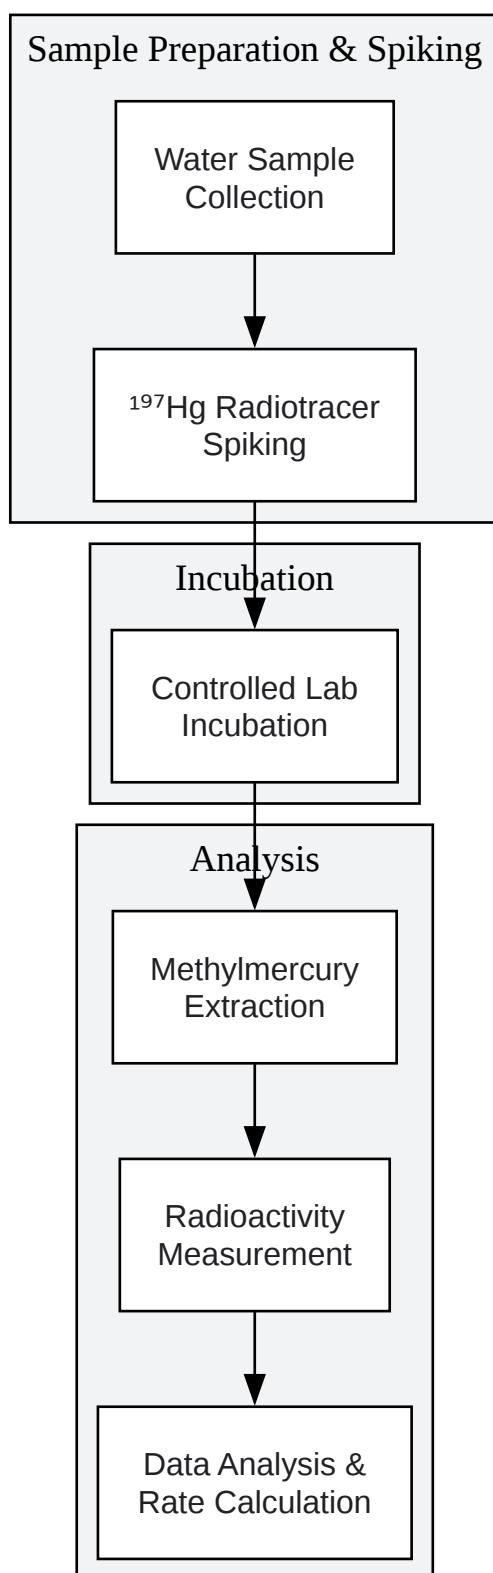 Sample Preparation & Spiking
Water Sample
Collection
¹⁹⁷Hg Radiotracer
Spiking
Incubation
Controlled Lab
Incubation
Analysis
Methylmercury
Extraction
Radioactivity
Measurement
Data Analysis &
Rate Calculation